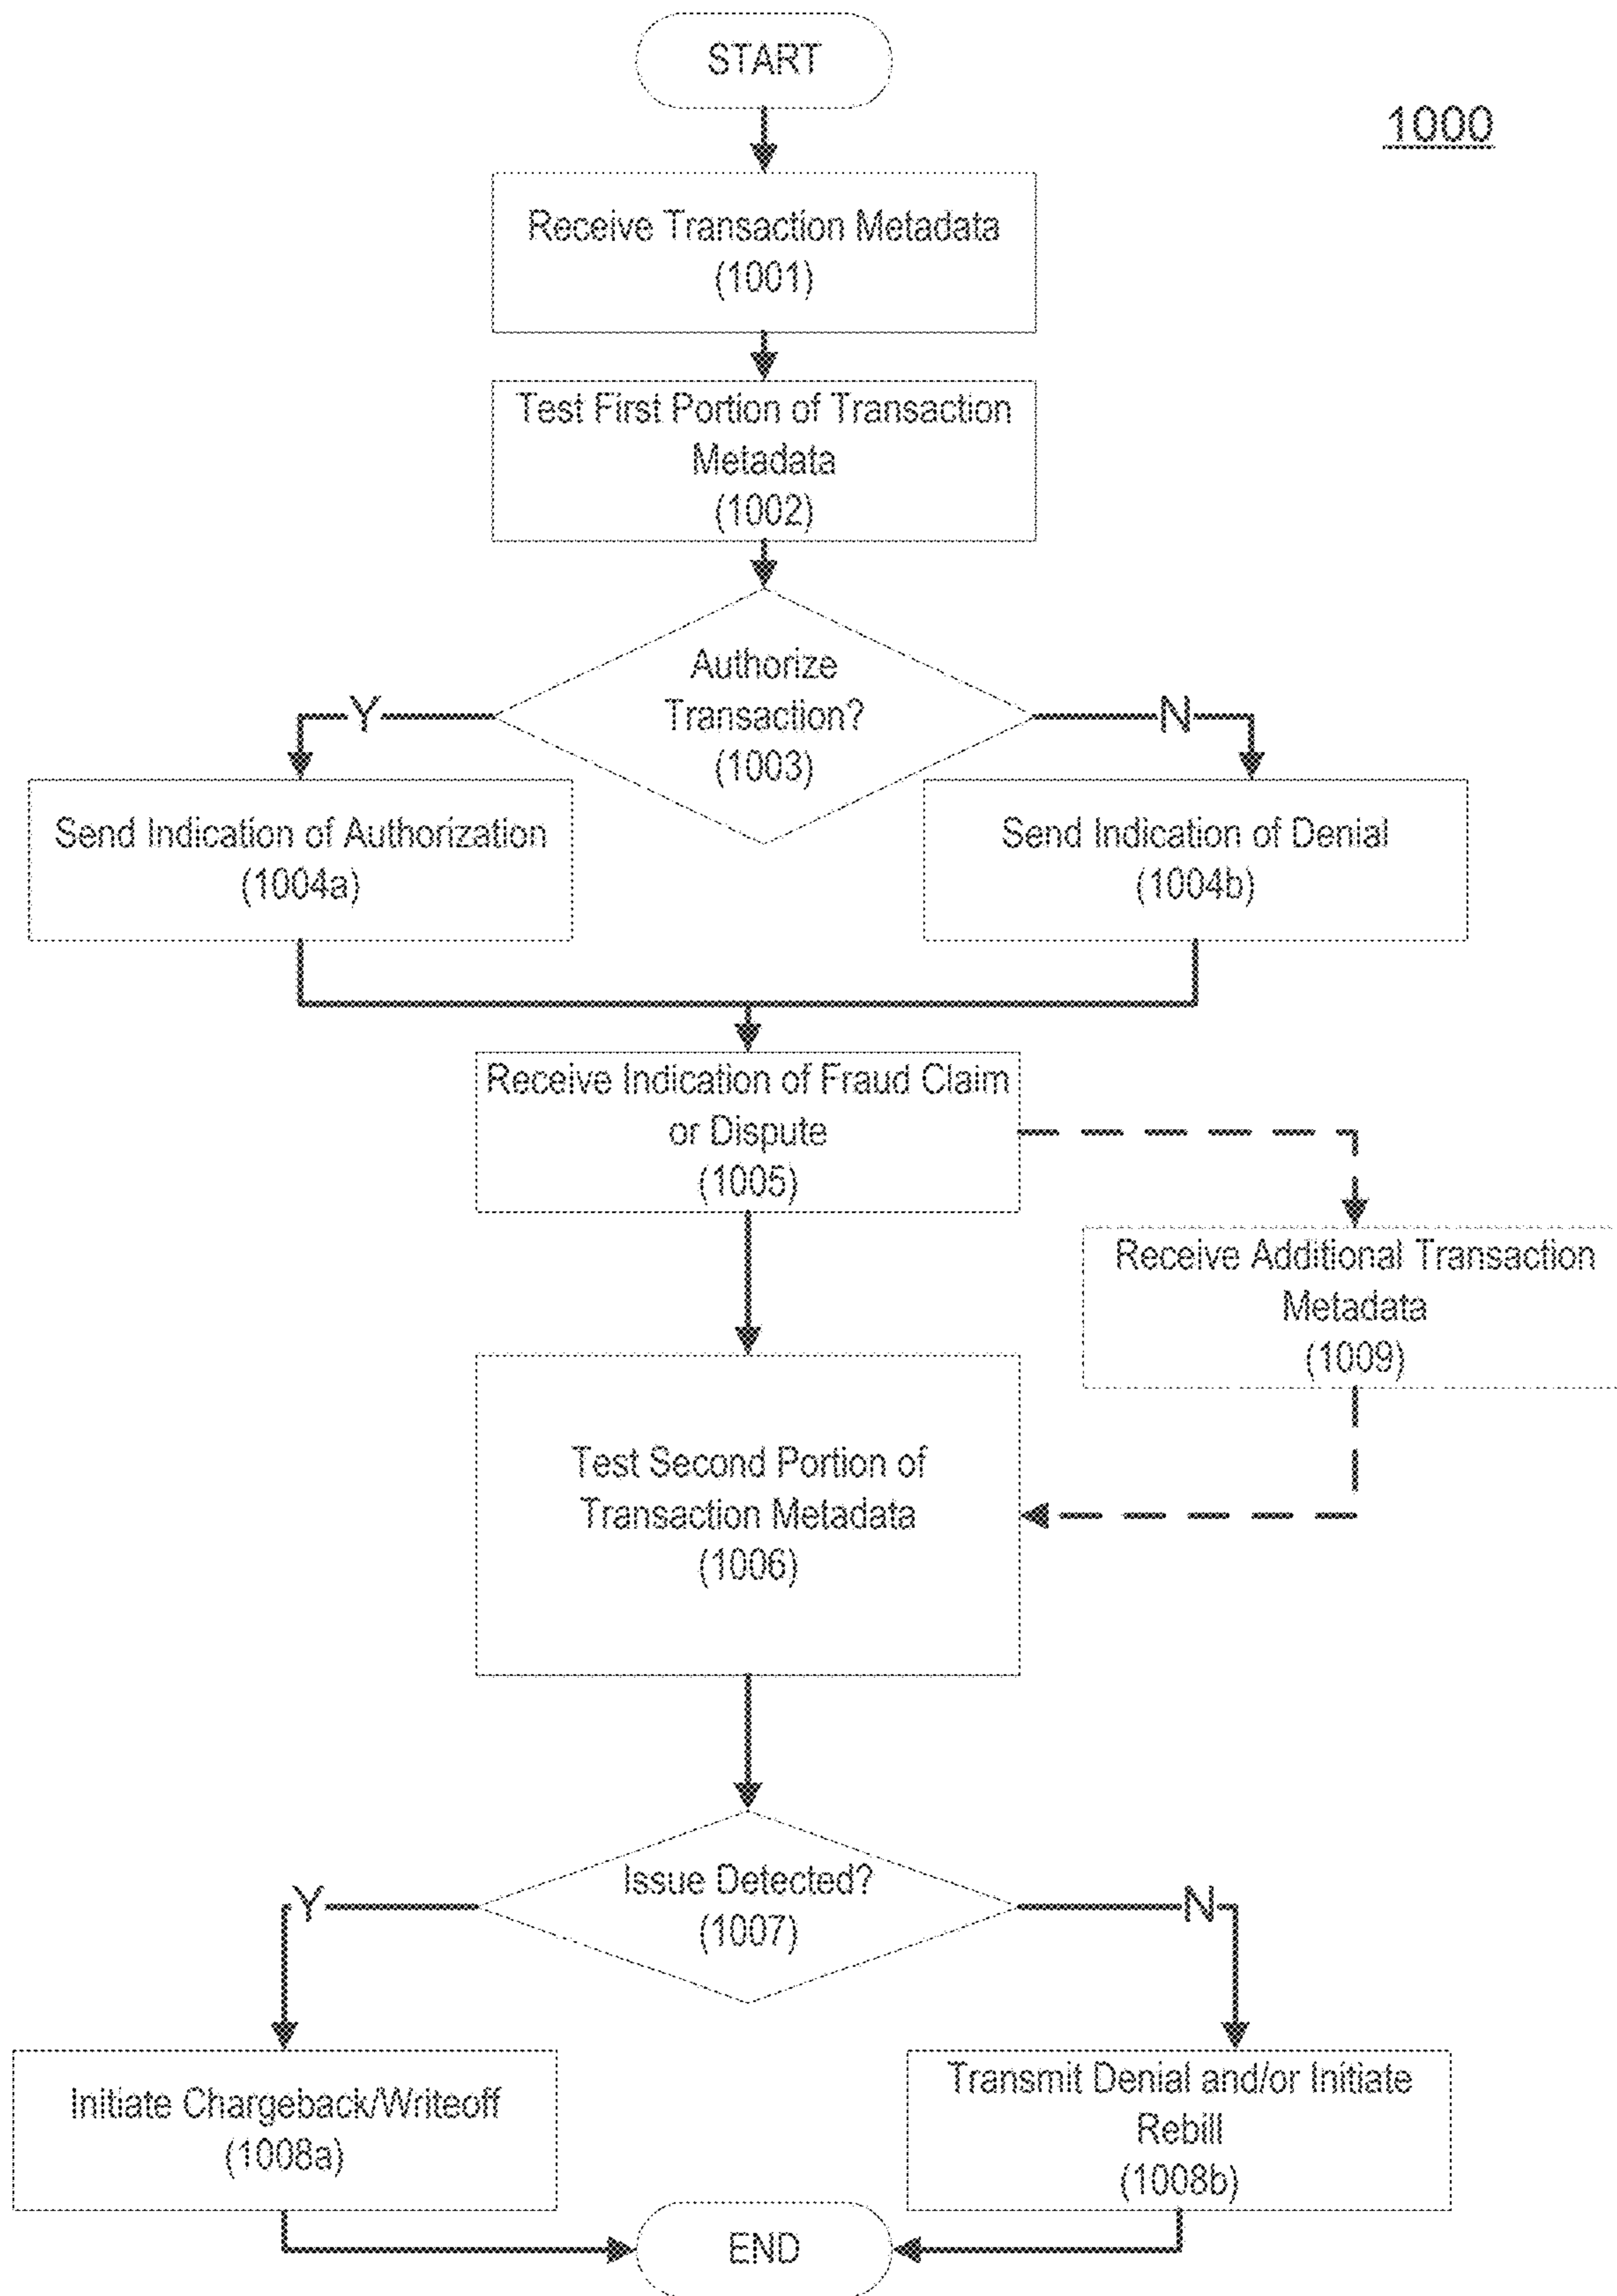 START
1000
Receive Transaction Metadata
(1001)
Test First Portion of Transaction
Metadata
(1002)
Authorize
Transaction?
(1003)
Y
N
Send Indication of Authorization
(1004a)
Send Indication of Denial
(1004b)
Receive Indication of Fraud Claim
or Dispute
(1005)
Receive Additional Transaction
Metadata
(1009)
Test Second Portion of
Transaction Metadata
(1006)
Issue Detected?
(1007)
Y
N
Initiate Chargeback/Writeoff
(1008a)
Transmit Denial and/or Initiate
Rebill
(1008b)
END